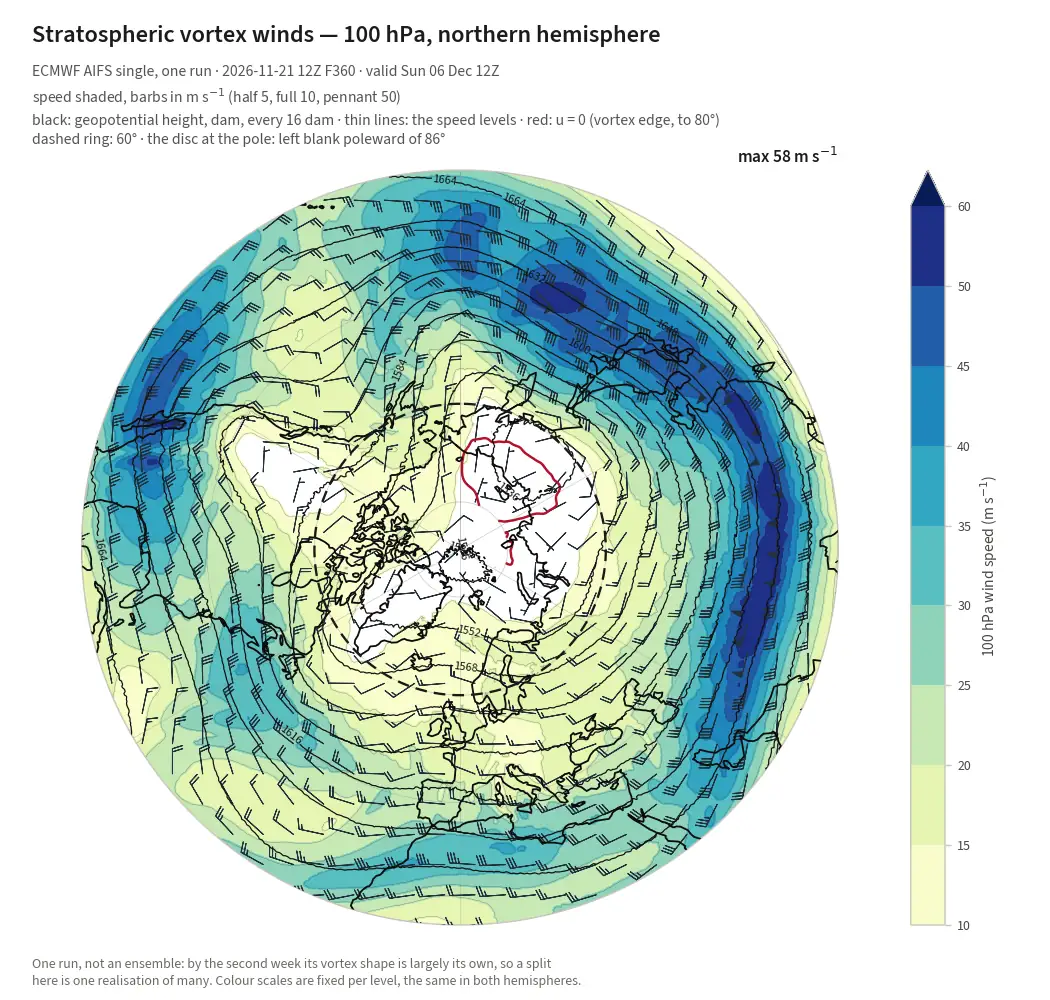 Stratospheric vortex winds — 100 hPa, northern hemisphere
ECMWF AIFS single, one run · 2026-11-21 12Z F360 · valid Sun 06 Dec 12Z
speed shaded, barbs in m s⁻¹ (half 5, full 10, pennant 50)
black: geopotential height, dam, every 16 dam · thin lines: the speed levels · red: u = 0 (vortex edge, to 80°)
dashed ring: 60° · the disc at the pole: left blank poleward of 86°
max 58 m s⁻¹
1664
1664
1632
1648
1600
1584
1664
1552
1568
1616
60
50
45
40
35
30
25
20
15
10
100 hPa wind speed (m s⁻¹)
One run, not an ensemble: by the second week its vortex shape is largely its own, so a split
here is one realisation of many. Colour scales are fixed per level, the same in both hemispheres.